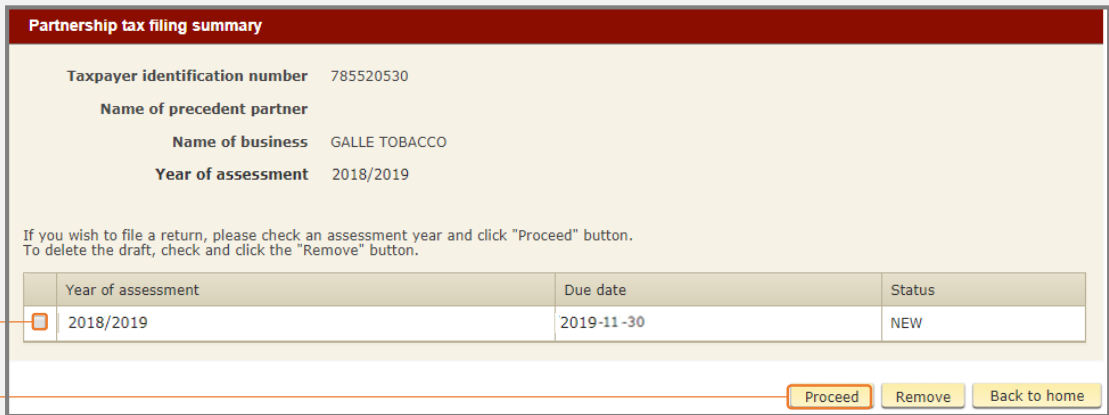 Partnership tax filing summary
Taxpayer identification number 785520530
Name of precedent partner
Name of business GALLE TOBACCO
Year of assessment 2018/2019
If you wish to file a return, please check an assessment year and click "Proceed" button.
To delete the draft, check and click the "Remove" button.
Year of assessment Due date Status
2018/2019 2019-11-30 NEW
Proceed Remove Back to home